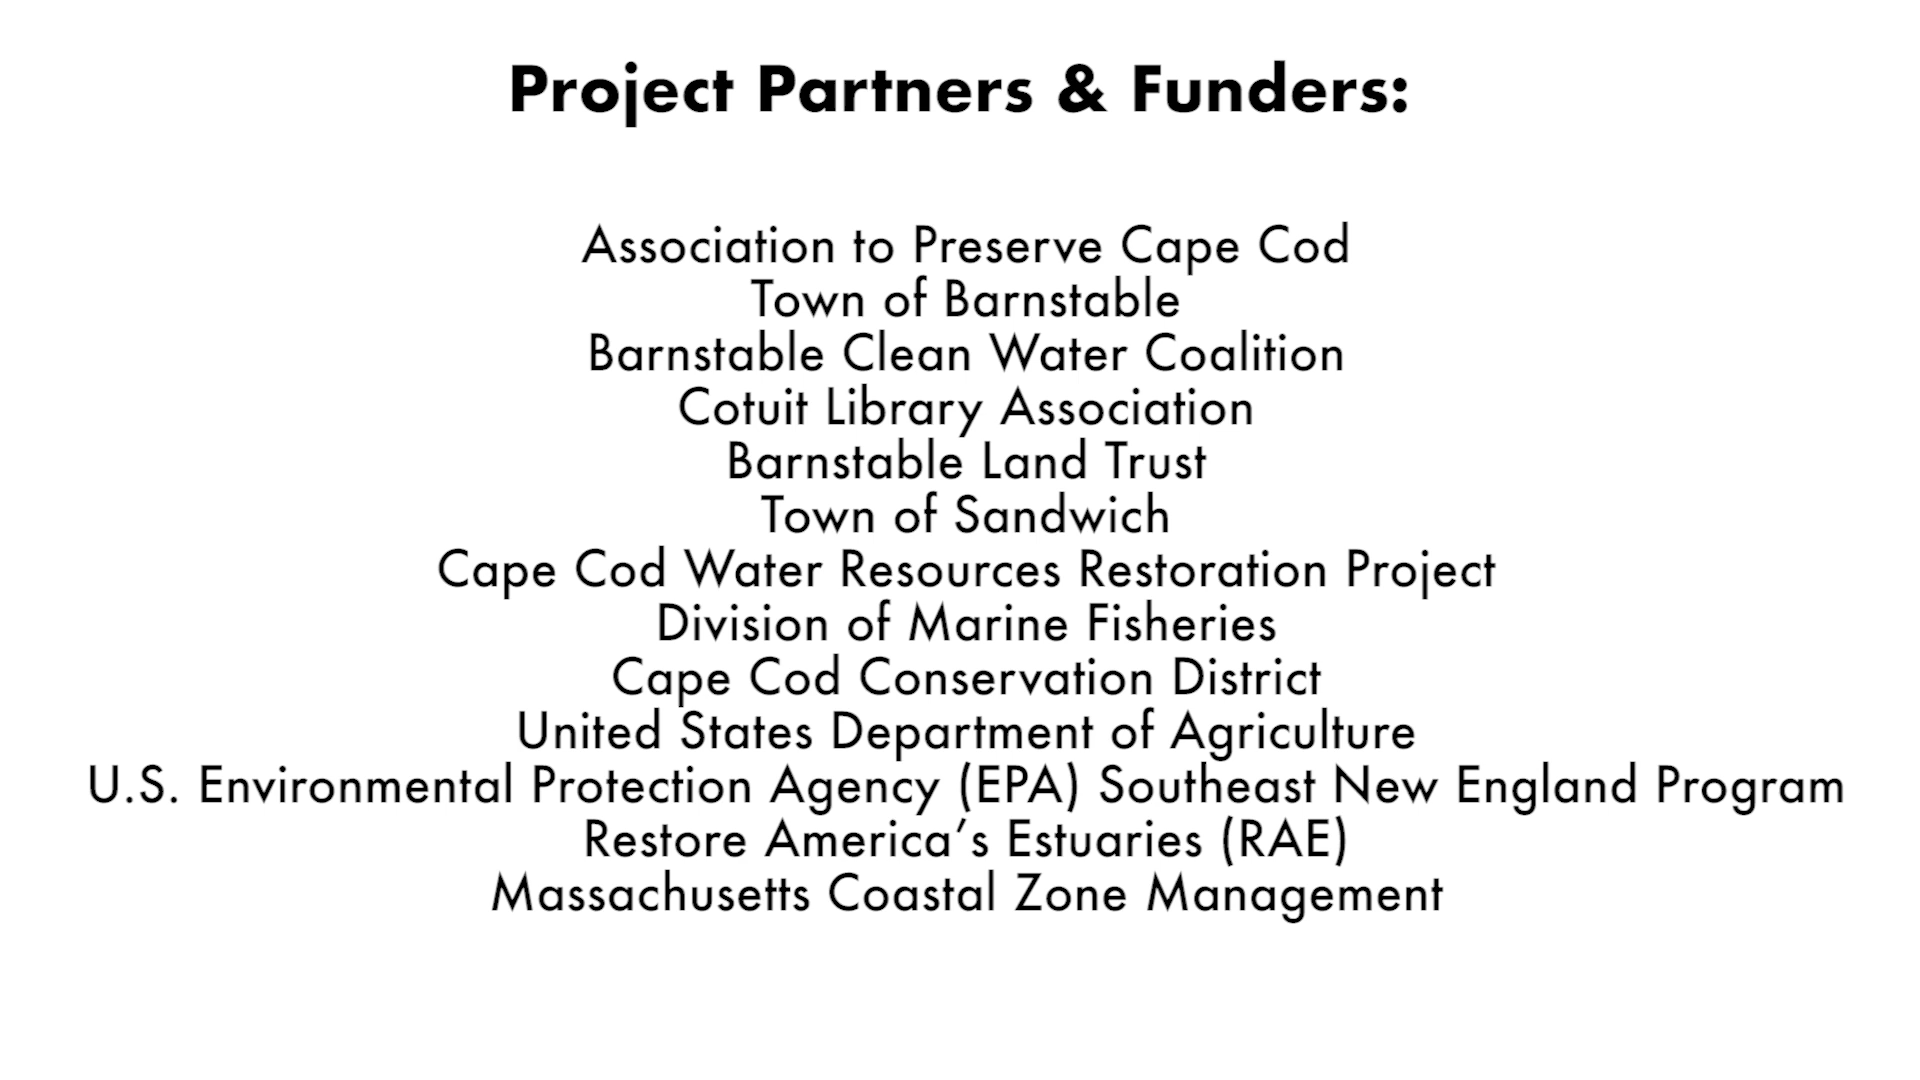 Project Partners & Funders:
Association to Preserve Cape Cod
Town of Barnstable
Barnstable Clean Water Coalition
Cotuit Library Association
Barnstable Land Trust
Town of Sandwich
Cape Cod Water Resources Restoration Project
Division of Marine Fisheries
Cape Cod Conservation District
United States Department of Agriculture
U.S. Environmental Protection Agency (EPA) Southeast New England Program
Restore America’s Estuaries (RAE)
Massachusetts Coastal Zone Management